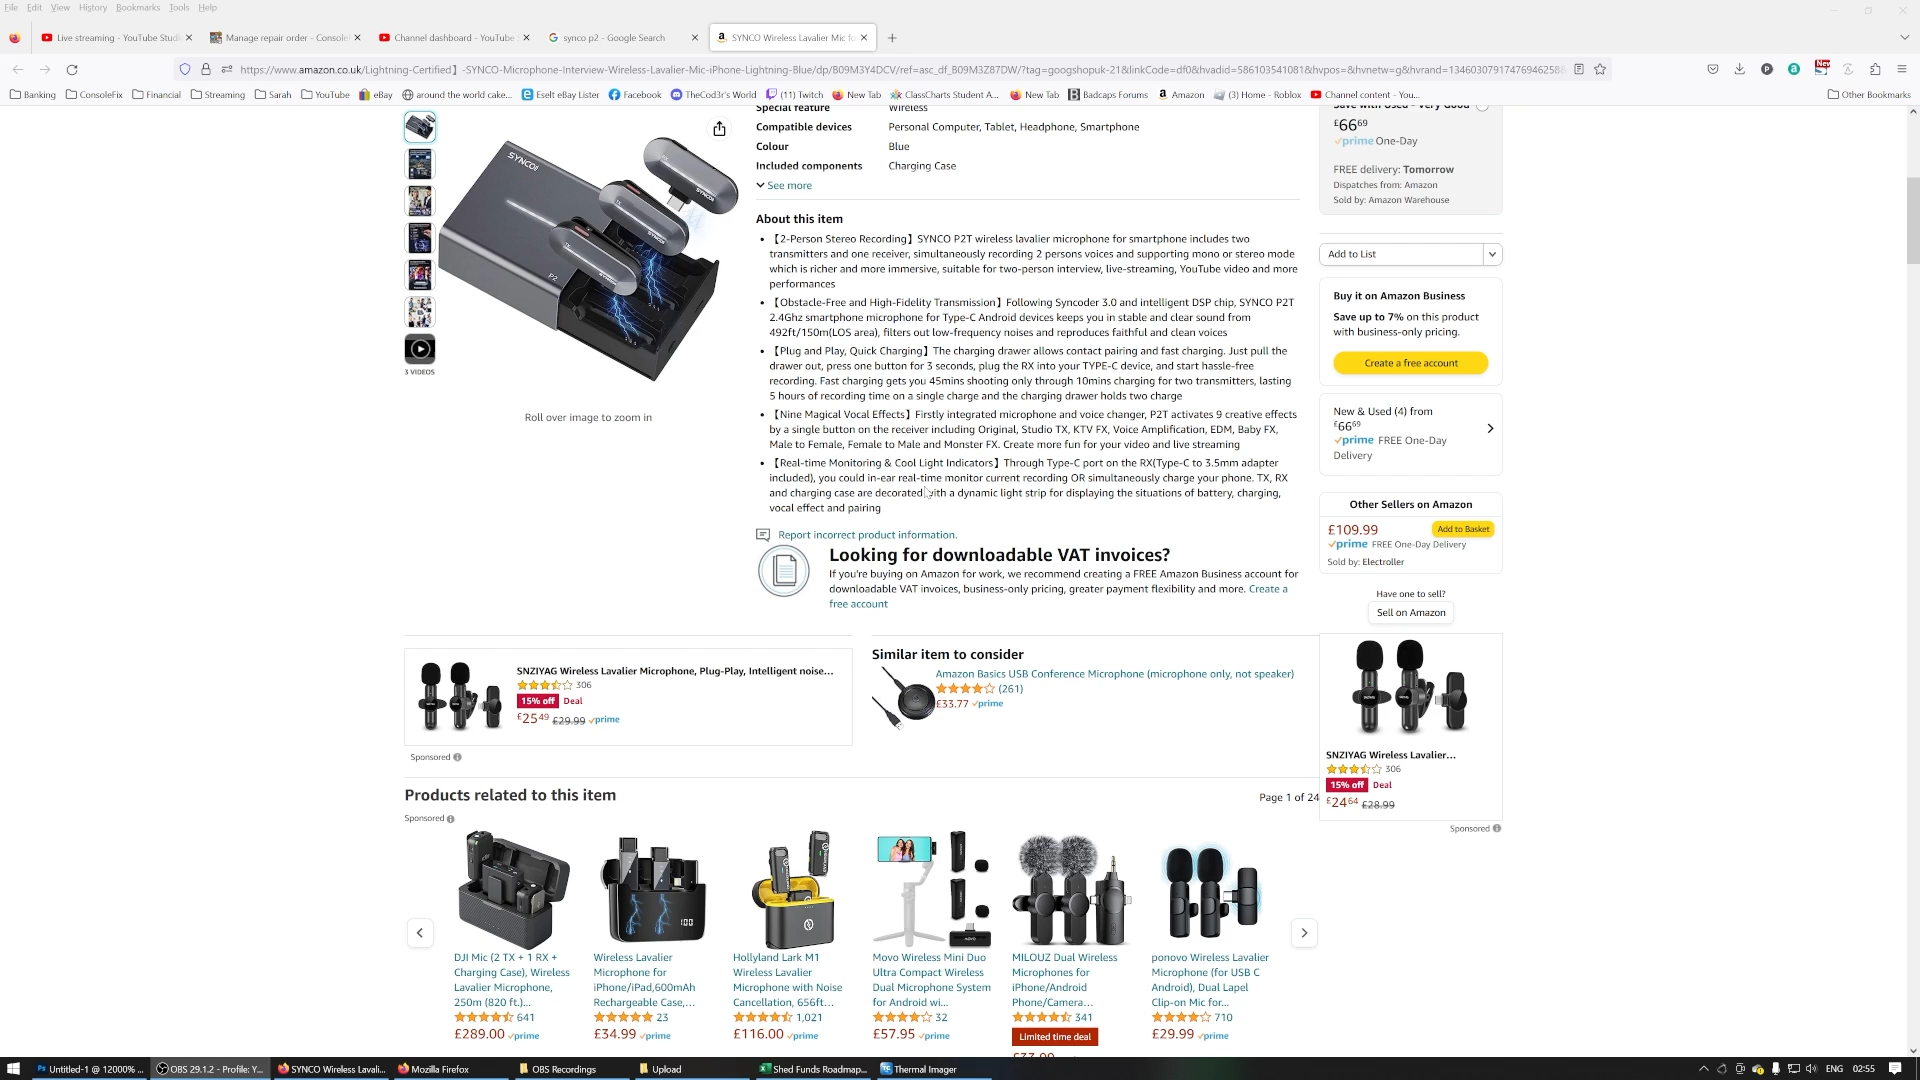 File Edit View History Bookmarks Tools Help
Live streaming - YouTube Studi
Manage repair order - Console
Channel dashboard - YouTube
synco p2 - Google Search
SYNCO Wireless Lavalier Mic fo
https://www.amazon.co.uk/Lightning-Certified】-SYNCO-Microphone-Interview-Wireless-Lavalier-Mic-iPhone-Lightning-Blue/dp/B09M3Y4DCV/ref=asc_df_B09M3Z87DW/?tag=googshopuk-21&linkCode=df0&hvadid=586103541081&hvpos=&hvnetw=g&hvrand=13460307917476946258
New
Banking ConsoleFix Financial Streaming Sarah YouTube eBay around the world cake... Eselt eBay Lister Facebook TheCod3r's World (11) Twitch New Tab ClassCharts Student A... New Tab Badcaps Forums Amazon (3) Home - Roblox Channel content - You... Other Bookmarks
Special feature Wireless
Compatible devices Personal Computer, Tablet, Headphone, Smartphone
Colour Blue
Included components Charging Case
See more
SYNCO
P2
3 VIDEOS
Roll over image to zoom in
About this item
• 【2-Person Stereo Recording】SYNCO P2T wireless lavalier microphone for smartphone includes two
transmitters and one receiver, simultaneously recording 2 persons voices and supporting mono or stereo mode
which is richer and more immersive, suitable for two-person interview, live-streaming, YouTube video and more
performances
• 【Obstacle-Free and High-Fidelity Transmission】Following Syncoder 3.0 and intelligent DSP chip, SYNCO P2T
2.4Ghz smartphone microphone for Type-C Android devices keeps you in stable and clear sound from
492ft/150m(LOS area), filters out low-frequency noises and reproduces faithful and clean voices
• 【Plug and Play, Quick Charging】The charging drawer allows contact pairing and fast charging. Just pull the
drawer out, press one button for 3 seconds, plug the RX into your TYPE-C device, and start hassle-free
recording. Fast charging gets you 45mins shooting only through 10mins charging for two transmitters, lasting
5 hours of recording time on a single charge and the charging drawer holds two charge
• 【Nine Magical Vocal Effects】Firstly integrated microphone and voice changer, P2T activates 9 creative effects
by a single button on the receiver including Original, Studio TX, KTV FX, Voice Amplification, EDM, Baby FX,
Male to Female, Female to Male and Monster FX. Create more fun for your video and live streaming
• 【Real-time Monitoring & Cool Light Indicators】Through Type-C port on the RX(Type-C to 3.5mm adapter
included), you could in-ear real-time monitor current recording OR simultaneously charge your phone. TX, RX
and charging case are decorated with a dynamic light strip for displaying the situations of battery, charging,
vocal effect and pairing
Report incorrect product information.
Looking for downloadable VAT invoices?
If you're buying on Amazon for work, we recommend creating a FREE Amazon Business account for
downloadable VAT invoices, business-only pricing, greater payment flexibility and more. Create a
free account
Save with Used - Very Good
£6669
prime One-Day
FREE delivery: Tomorrow
Dispatches from: Amazon
Sold by: Amazon Warehouse
Add to List
Buy it on Amazon Business
Save up to 7% on this product
with business-only pricing.
Create a free account
New & Used (4) from
£6669
prime FREE One-Day
Delivery
Other Sellers on Amazon
£109.99 Add to Basket
prime FREE One-Day Delivery
Sold by: Electroller
Have one to sell?
Sell on Amazon
SNZIYAG Wireless Lavalier Microphone, Plug-Play, Intelligent noise...
306
15% off Deal
£2549 £29.99 prime
Sponsored
Similar item to consider
Amazon Basics USB Conference Microphone (microphone only, not speaker)
(261)
£33.77 prime
SNZIYAG Wireless Lavalier...
306
15% off Deal
£2464 £28.99
Sponsored
Products related to this item
Page 1 of 24
Sponsored
DJI Mic (2 TX + 1 RX +
Charging Case), Wireless
Lavalier Microphone,
250m (820 ft.)...
641
£289.00 prime
Wireless Lavalier
Microphone for
iPhone/iPad,600mAh
Rechargeable Case,...
23
£34.99 prime
Hollyland Lark M1
Wireless Lavalier
Microphone with Noise
Cancellation, 656ft...
1,021
£116.00 prime
Movo Wireless Mini Duo
Ultra Compact Wireless
Dual Microphone System
for Android wi...
32
£57.95 prime
MILOUZ Dual Wireless
Microphones for
iPhone/Android
Phone/Camera...
341
Limited time deal
ponovo Wireless Lavalier
Microphone (for USB C
Android), Dual Lapel
Clip-on Mic for...
710
£29.99 prime
Untitled-1 @ 12000% ...
OBS 29.1.2 - Profile: Y...
SYNCO Wireless Lavali...
Mozilla Firefox
OBS Recordings
Upload
Shed Funds Roadmap...
Thermal Imager
ENG 02:55